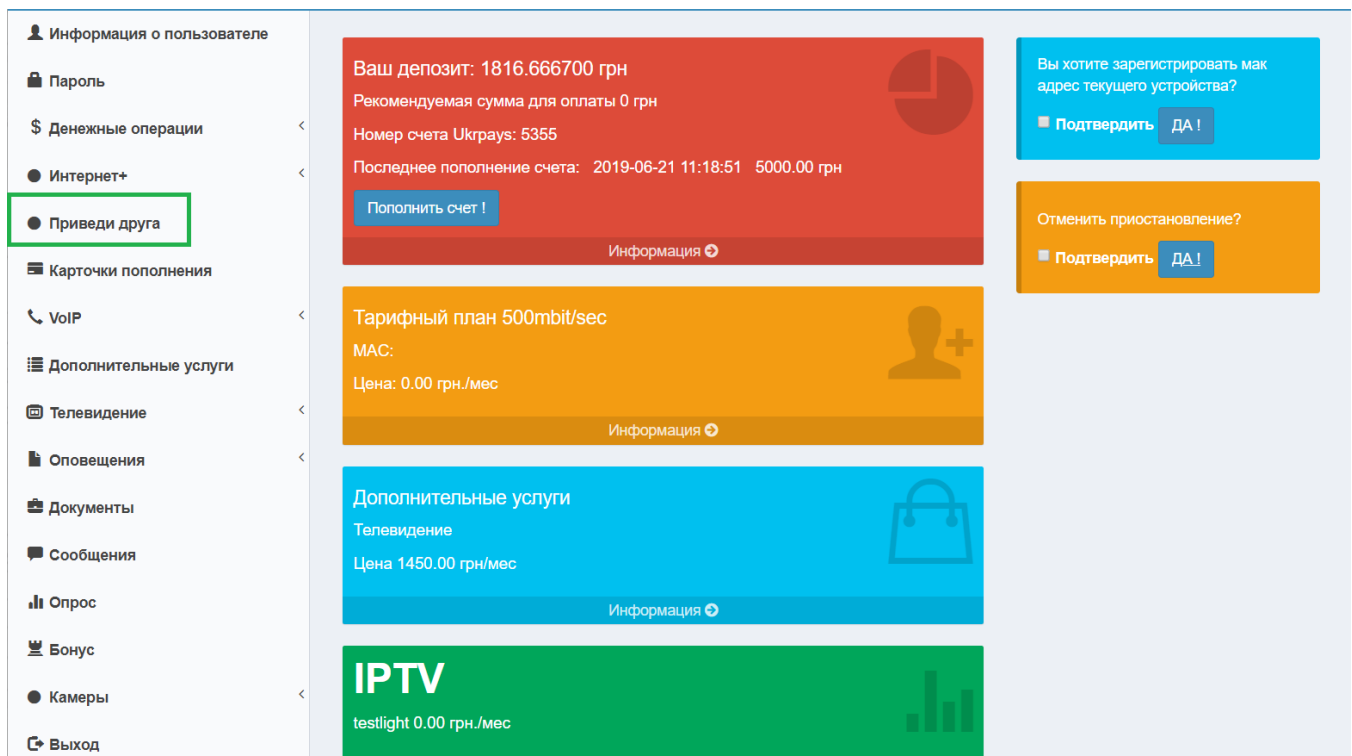 Информация о пользователе
Пароль
$ Денежные операции
Интернет+
Приведи друга
Карточки пополнения
VoIP
Дополнительные услуги
Телевидение
Оповещения
Документы
Сообщения
Опрос
Бонус
Камеры
Выход
Ваш депозит: 1816.666700 грн
Рекомендуемая сумма для оплаты 0 грн
Номер счета Ukrpays: 5355
Последнее пополнение счета: 2019-06-21 11:18:51 5000.00 грн
Пополнить счет !
Информация
Тарифный план 500mbit/sec
MAC:
Цена: 0.00 грн./мес
Информация
Дополнительные услуги
Телевидение
Цена 1450.00 грн/мес
Информация
IPTV
testlight 0.00 грн./мес
Вы хотите зарегистрировать мак
адрес текущего устройства?
Подтвердить ДА !
Отменить приостановление?
Подтвердить ДА !